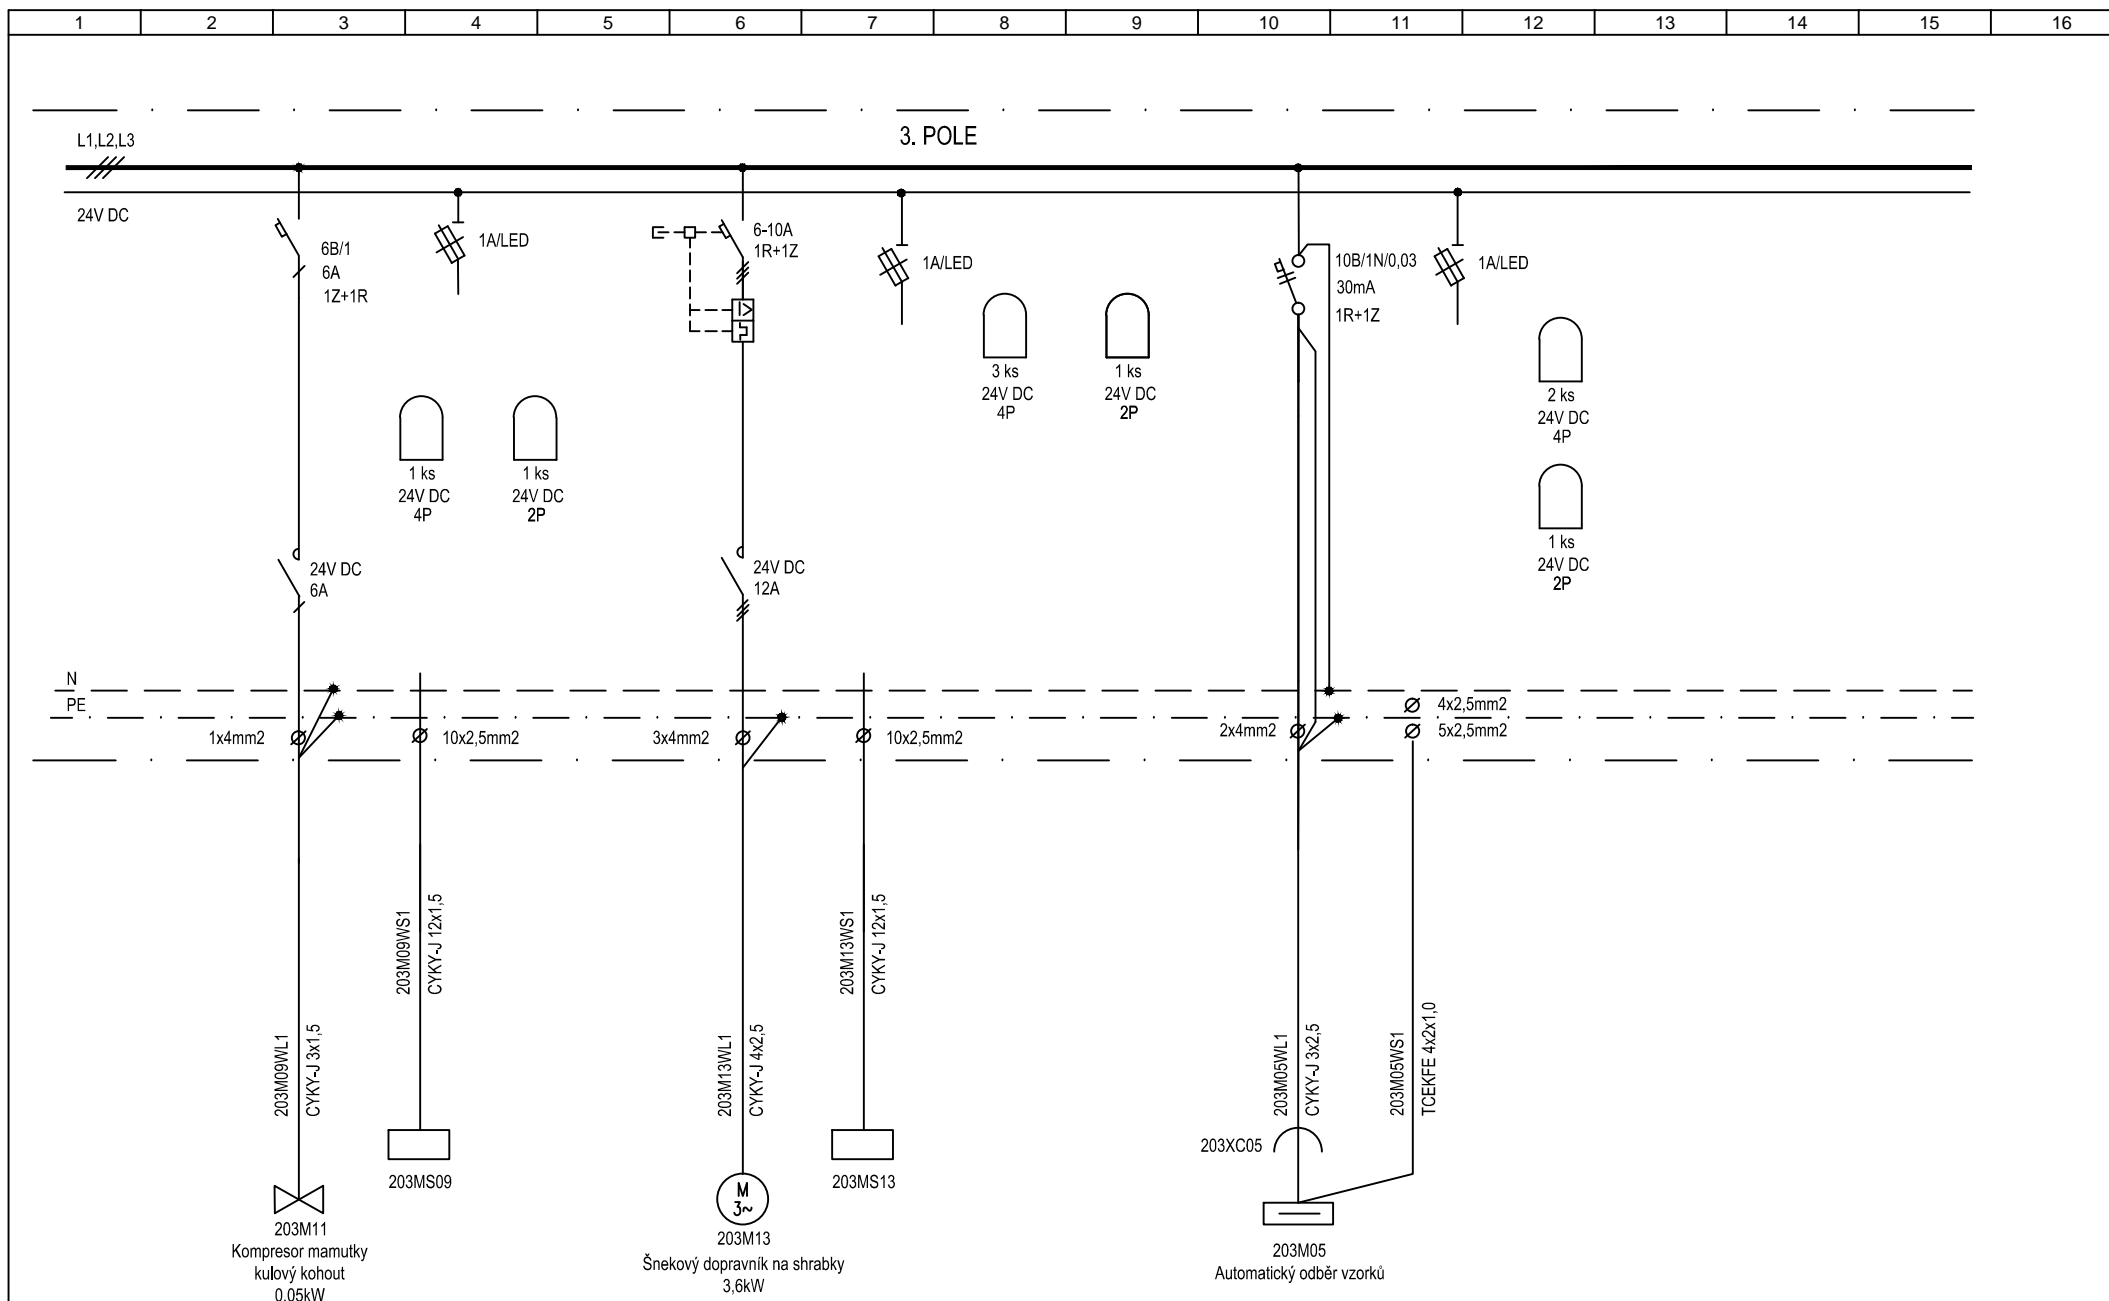 1 2 3 4 5 6 7 8 9 10 11 12 13 14 15 16
3. POLE
L1,L2,L3
24V DC
6B/1
6A
1Z+1R
1A/LED
6-10A
1R+1Z
1A/LED
10B/1N/0,03
30mA
1R+1Z
1A/LED
1 ks
24V DC
4P
1 ks
24V DC
2P
3 ks
24V DC
4P
1 ks
24V DC
2P
2 ks
24V DC
4P
1 ks
24V DC
2P
24V DC
6A
24V DC
12A
N
PE
1x4mm2
10x2,5mm2
3x4mm2
10x2,5mm2
2x4mm2
4x2,5mm2
5x2,5mm2
203M09WL1
CYKY-J 3x1,5
203M09WS1
CYKY-J 12x1,5
203M13WL1
CYKY-J 4x2,5
203M13WS1
CYKY-J 12x1,5
203M05WL1
CYKY-J 3x2,5
203M05WS1
TCEKFE 4x2x1,0
203XC05
203MS09
203MS13
M
3~
203M11
Kompresor mamutky
kulový kohout
0,05kW
203M13
Šnekový dopravník na shrabky
3,6kW
203M05
Automatický odběr vzorků